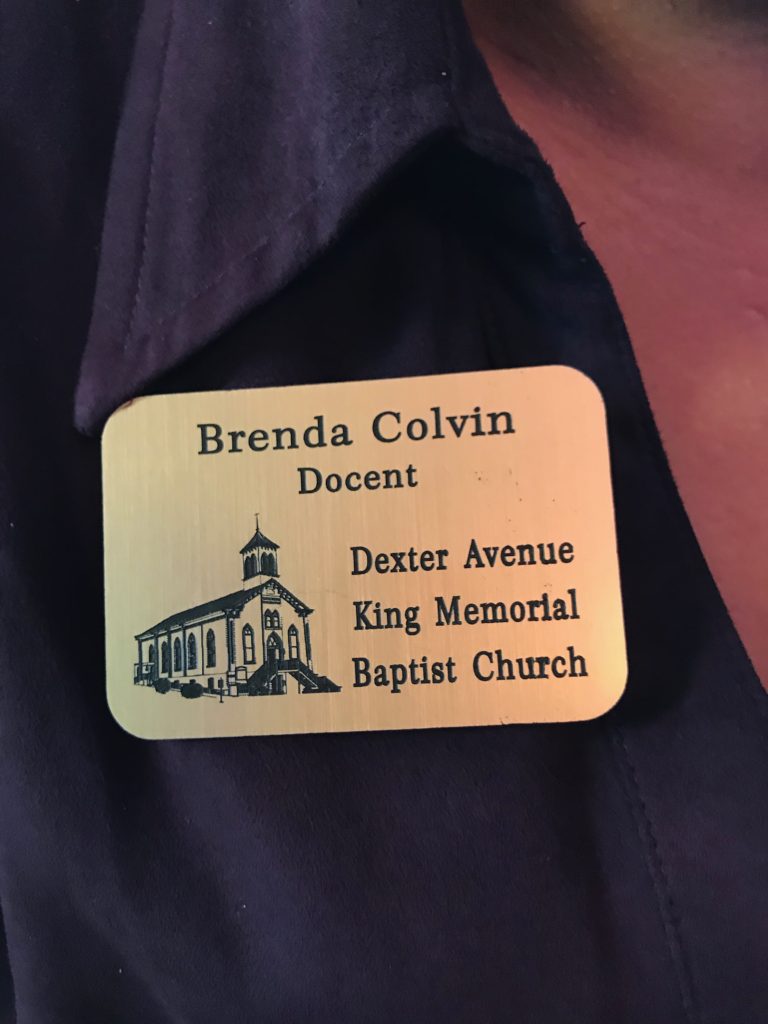 Brenda Colvin
Docent
Dexter Avenue
King Memorial
Baptist Church